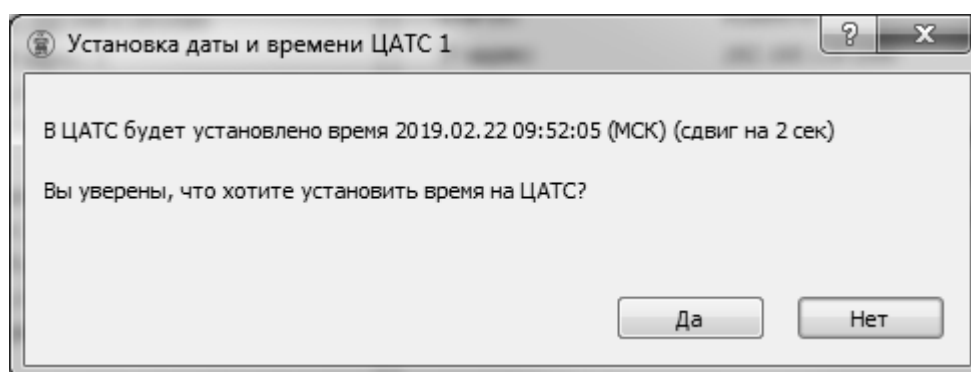 Установка даты и времени ЦАТС 1
В ЦАТС будет установлено время 2019.02.22 09:52:05 (МСК) (сдвиг на 2 сек)
Вы уверены, что хотите установить время на ЦАТС?
Да
Нет